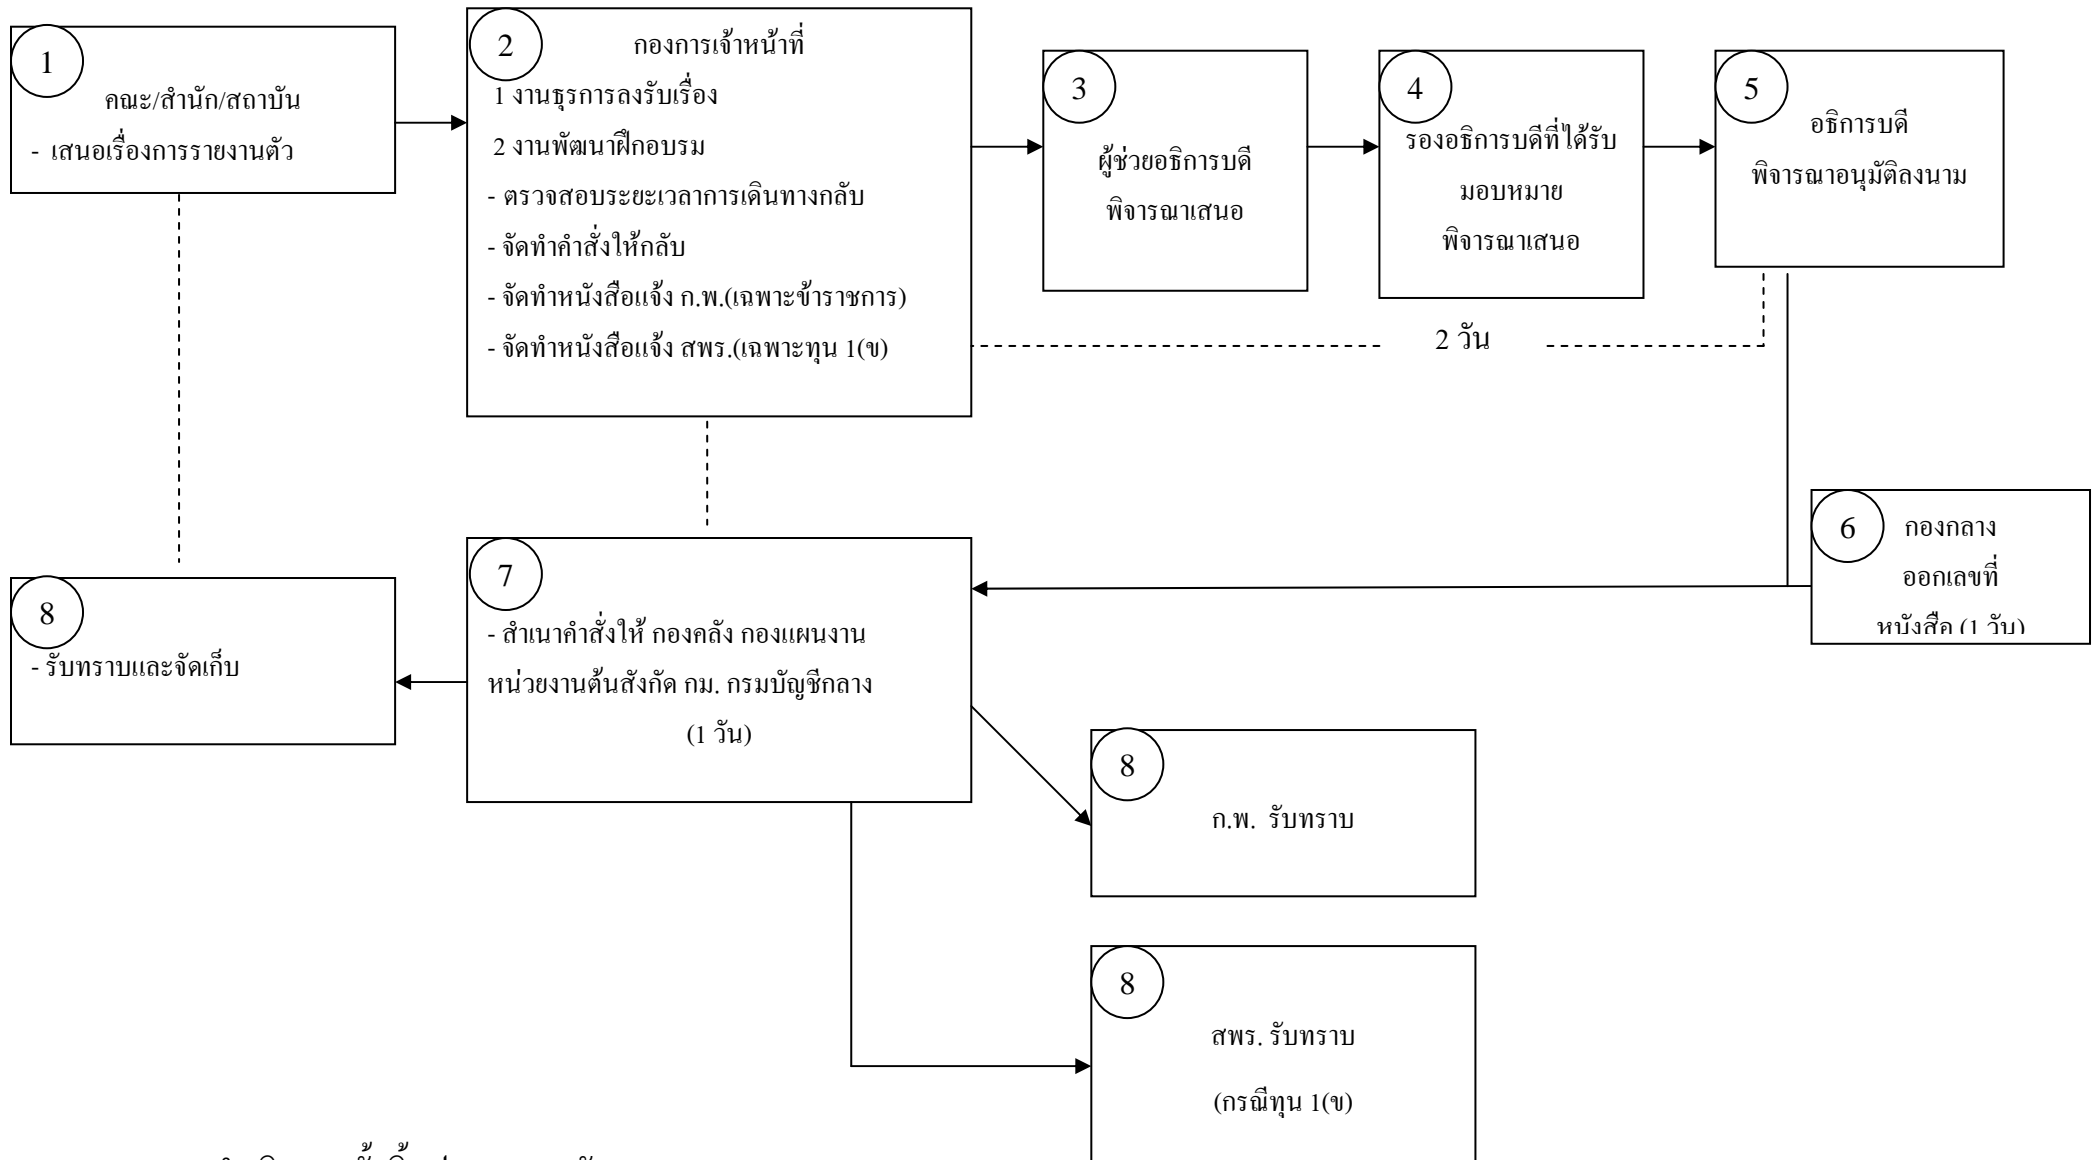 1
คณะ/สำนัก/สถาบัน
- เสนอเรื่องการรายงานตัว
2
กองการเจ้าหน้าที่
1 งานธุรการลงรับเรื่อง
2 งานพัฒนาฝึกอบรม
- ตรวจสอบระยะเวลาการเดินทางกลับ
- จัดทำคำสั่งให้กลับ
- จัดทำหนังสือแจ้ง ก.พ.(เฉพาะข้าราชการ)
- จัดทำหนังสือแจ้ง สพร.(เฉพาะทุน 1(ข)
3
ผู้ช่วยอธิการบดี
พิจารณาเสนอ
4
รองอธิการบดีที่ได้รับ
มอบหมาย
พิจารณาเสนอ
5
อธิการบดี
พิจารณาอนุมัติลงนาม
2 วัน
6
กองกลาง
ออกเลขที่
หนังสือ (1 วัน)
7
- สำเนาคำสั่งให้ กองคลัง กองแผนงาน
หน่วยงานต้นสังกัด กม. กรมบัญชีกลาง
(1 วัน)
8
- รับทราบและจัดเก็บ
8
ก.พ. รับทราบ
8
สพร. รับทราบ
(กรณีทุน 1(ข)